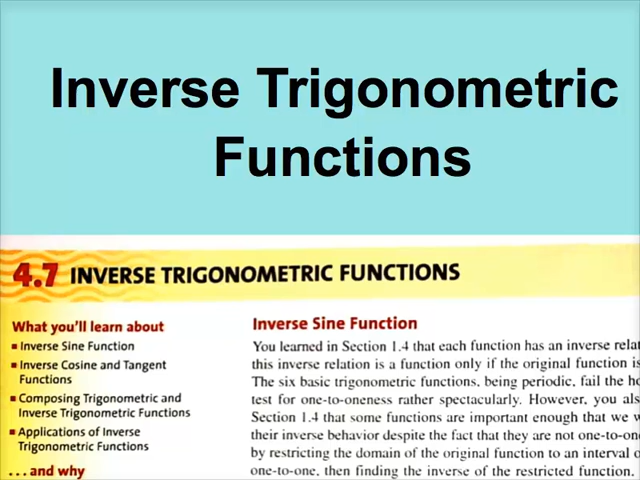 Inverse Trigonometric
Functions
4.7 INVERSE TRIGONOMETRIC FUNCTIONS
What you'll learn about
■ Inverse Sine Function
■ Inverse Cosine and Tangent
Functions
■ Composing Trigonometric and
Inverse Trigonometric Functions
■ Applications of Inverse
Trigonometric Functions
. . . and why
Inverse Sine Function
You learned in Section 1.4 that each function has an inverse
this inverse relation is a function only if the original function is
The six basic trigonometric functions, being periodic, fail the
test for one-to-oneness rather spectacularly. However, you
Section 1.4 that some functions are important enough that we
their inverse behavior despite the fact that they are not
by restricting the domain of the original function to an interval
one-to-one, then finding the inverse of the restricted function.